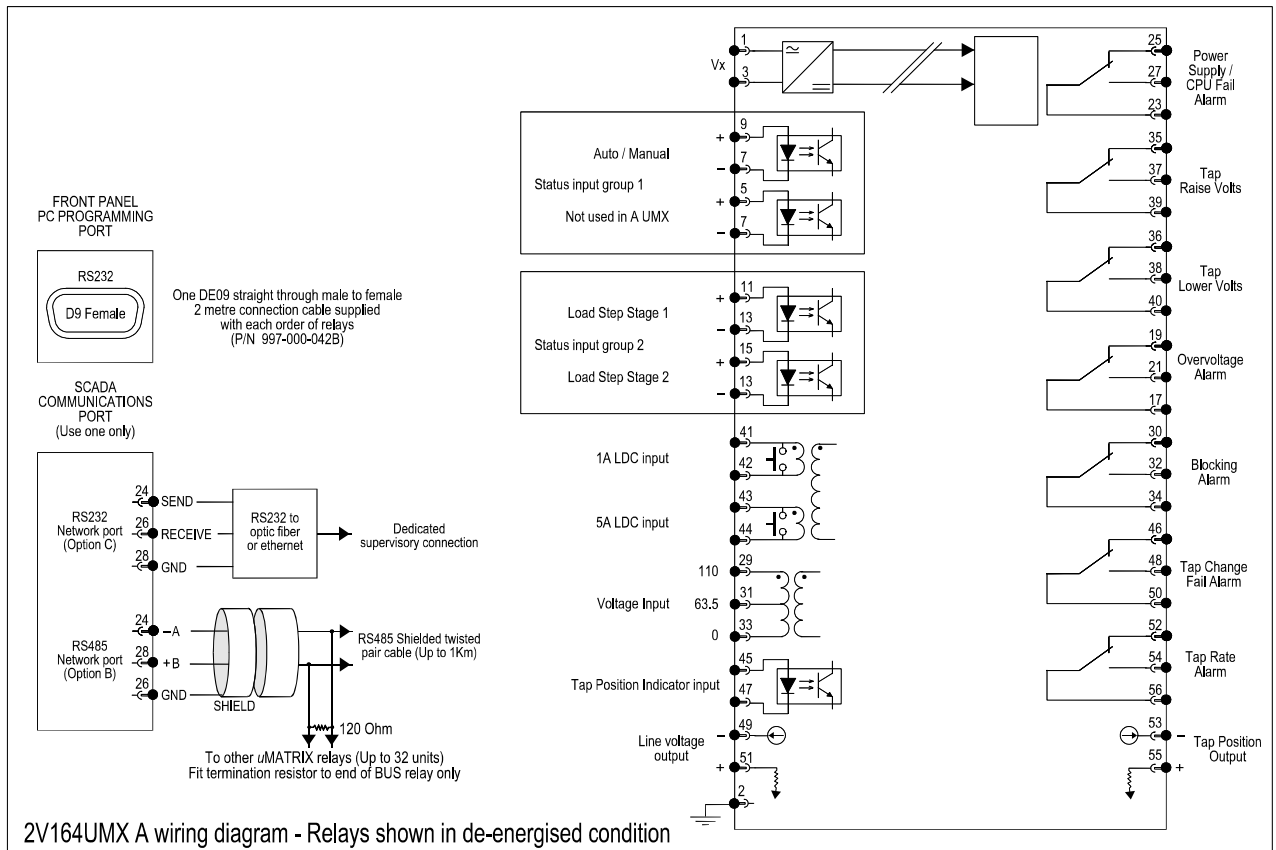 FRONT PANEL
PC PROGRAMMING
PORT
RS232
D9 Female
One DE09 straight through male to female
2 metre connection cable supplied
with each order of relays
(P/N 997-000-042B)
SCADA
COMMUNICATIONS
PORT
(Use one only)
RS232
Network port
(Option C)
24 SEND
26 RECEIVE
28 GND
RS232 to
optic fiber
or ethernet
Dedicated
supervisory connection
RS485
Network port
(Option B)
24 –A
28 +B
26 GND
SHIELD
RS485 Shielded twisted
pair cable (Up to 1Km)
120 Ohm
To other uMATRIX relays (Up to 32 units)
Fit termination resistor to end of BUS relay only
Vx
1
3
Auto / Manual
+ 9
– 7
Status input group 1
Not used in A UMX
+ 5
– 7
Load Step Stage 1
+ 11
– 13
Status input group 2
Load Step Stage 2
+ 15
– 13
1A LDC input
41
42
5A LDC input
43
44
Voltage Input
110 29
63.5 31
0 33
Tap Position Indicator input
45
47
Line voltage
output
– 49
+ 51
2
25
27
23
Power
Supply /
CPU Fail
Alarm
35
37
39
Tap
Raise Volts
36
38
40
Tap
Lower Volts
19
21
17
Overvoltage
Alarm
30
32
34
Blocking
Alarm
46
48
50
Tap Change
Fail Alarm
52
54
56
Tap Rate
Alarm
53 –
55 +
Tap Position
Output
2V164UMX A wiring diagram - Relays shown in de-energised condition